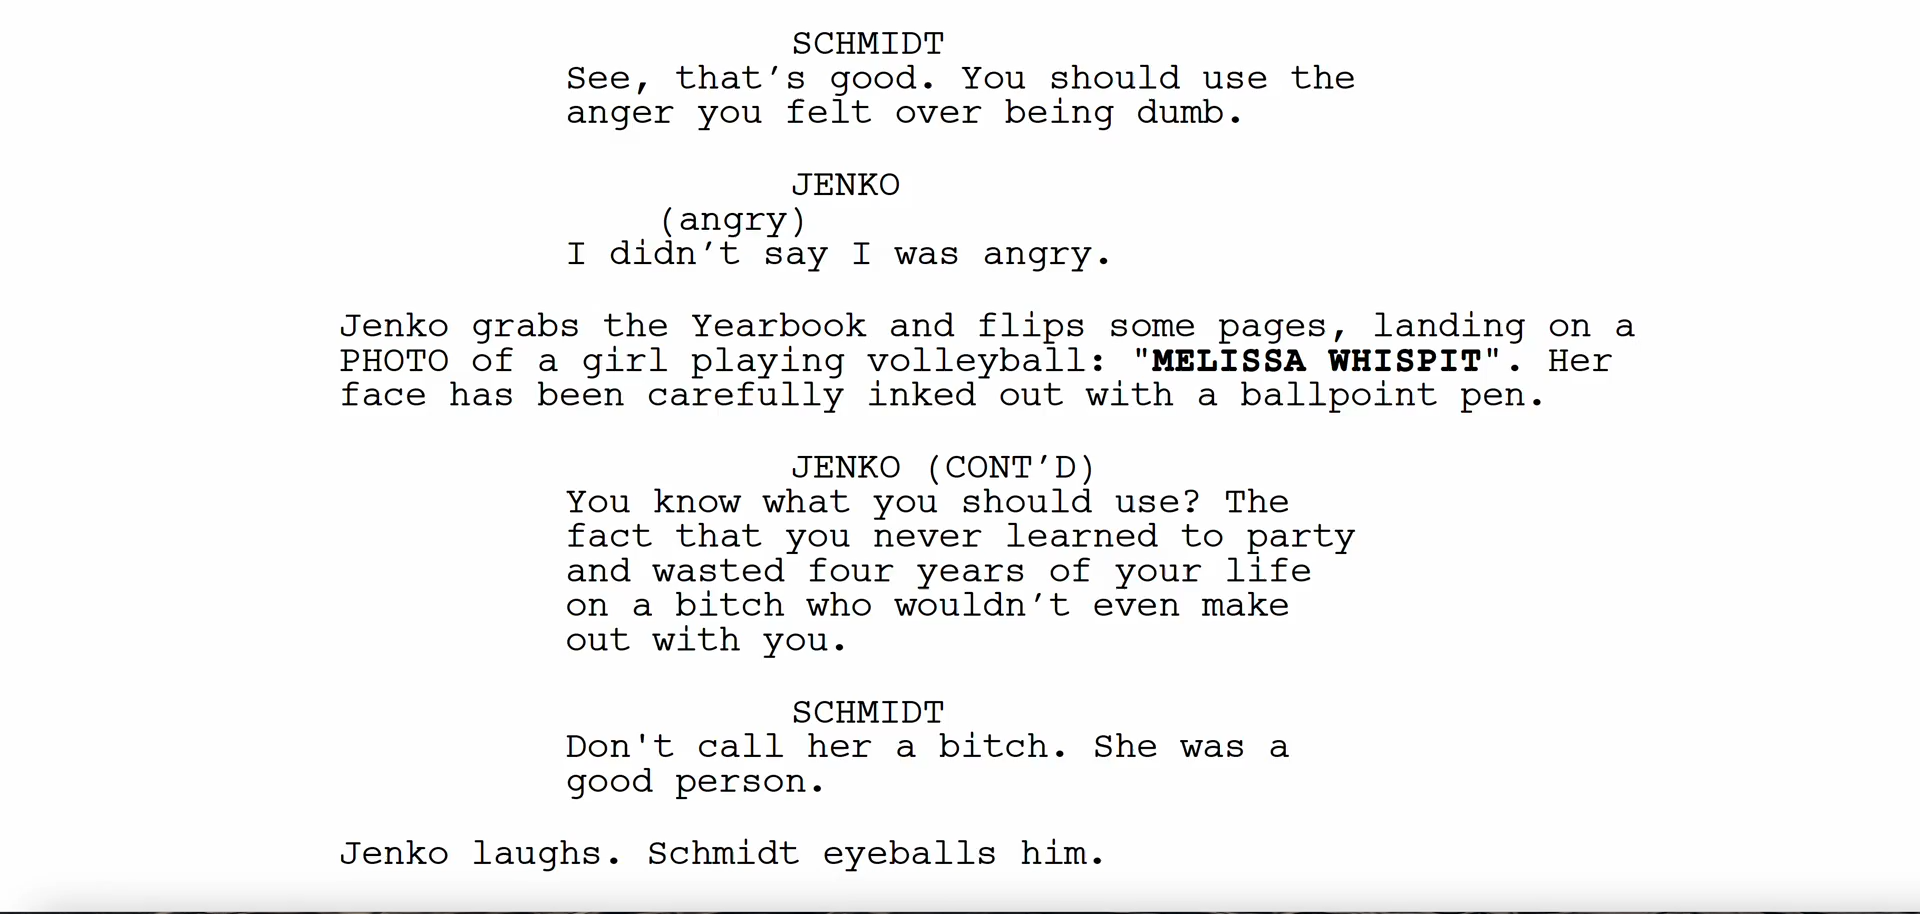 SCHMIDT
See, that’s good. You should use the
anger you felt over being dumb.
JENKO
(angry)
I didn’t say I was angry.
Jenko grabs the Yearbook and flips some pages, landing on a
PHOTO of a girl playing volleyball: "MELISSA WHISPIT". Her
face has been carefully inked out with a ballpoint pen.
JENKO (CONT’D)
You know what you should use? The
fact that you never learned to party
and wasted four years of your life
on a bitch who wouldn’t even make
out with you.
SCHMIDT
Don't call her a bitch. She was a
good person.
Jenko laughs. Schmidt eyeballs him.